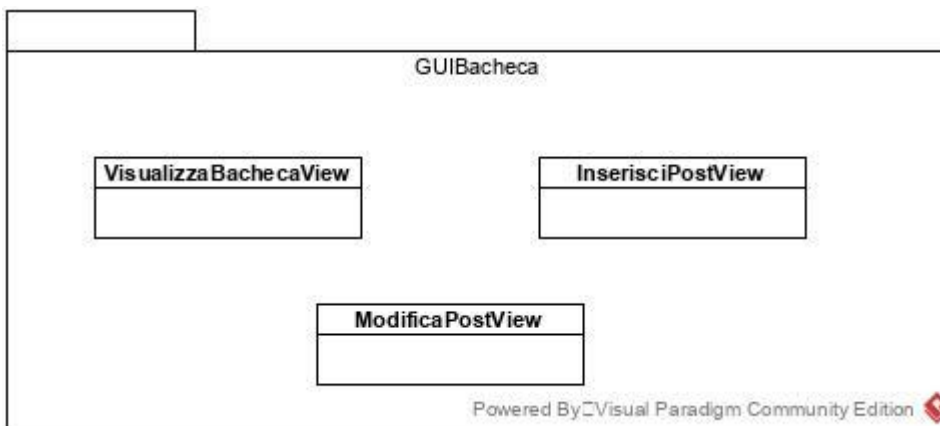 GUIBacheca
VisualizzaBachecaView
InserisciPostView
ModificaPostView
Powered By Visual Paradigm Community Edition